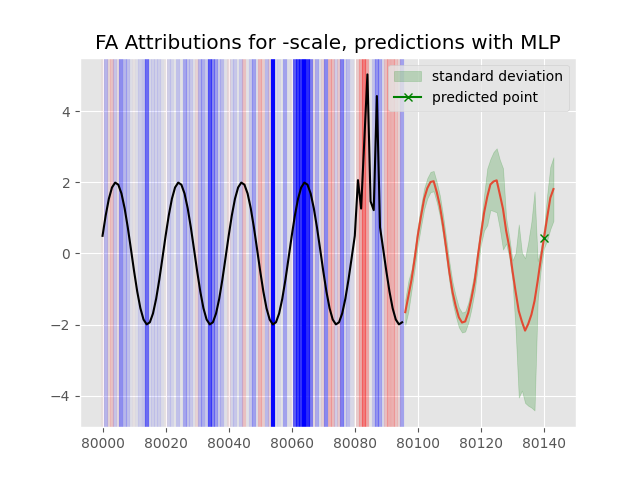 FA Attributions for -scale, predictions with MLP
standard deviation
predicted point
4
2
0
−2
−4
80000 80020 80040 80060 80080 80100 80120 80140